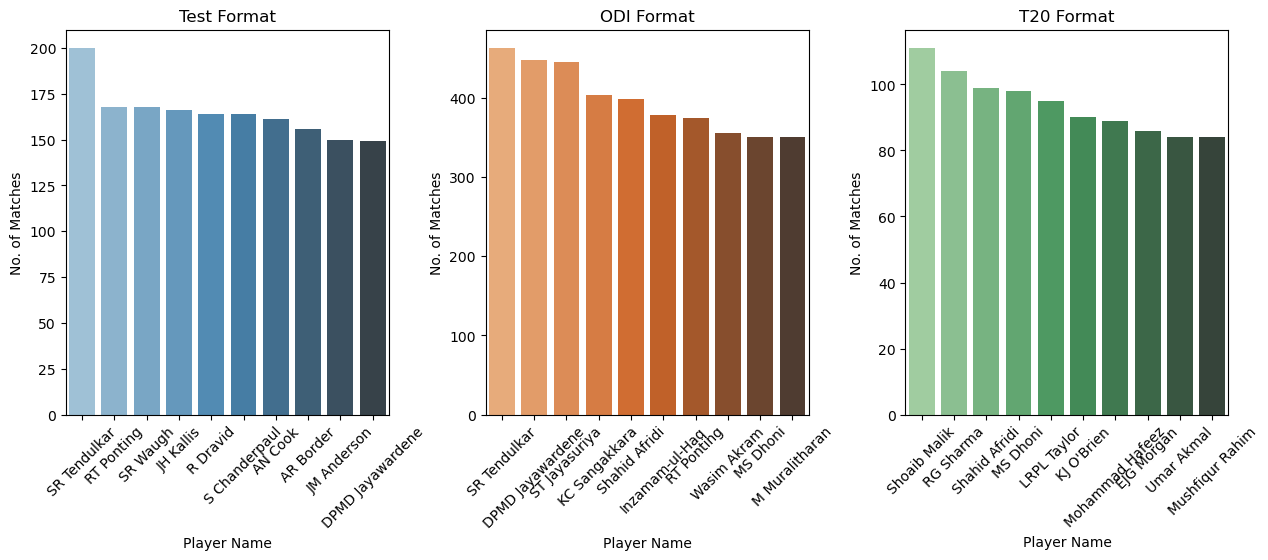 Test Format
No. of Matches
200
175
150
125
100
75
50
25
0
SR Tendulkar
RT Ponting
SR Waugh
JH Kallis
R Dravid
S Chanderpaul
AN Cook
AR Border
JM Anderson
DPMD Jayawardene
Player Name
ODI Format
No. of Matches
400
300
200
100
0
SR Tendulkar
DPMD Jayawardene
ST Jayasuriya
KC Sangakkara
Shahid Afridi
Inzamam-ul-Haq
RT Ponting
Wasim Akram
MS Dhoni
M Muralitharan
Player Name
T20 Format
No. of Matches
100
80
60
40
20
0
Shoaib Malik
RG Sharma
Shahid Afridi
MS Dhoni
LRPL Taylor
KJ O'Brien
Mohammad Hafeez
EJG Morgan
Umar Akmal
Mushfiqur Rahim
Player Name